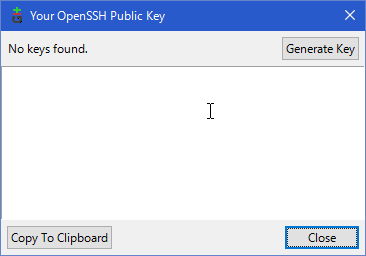 Your OpenSSH Public Key
No keys found.
Generate Key
Copy To Clipboard
Close